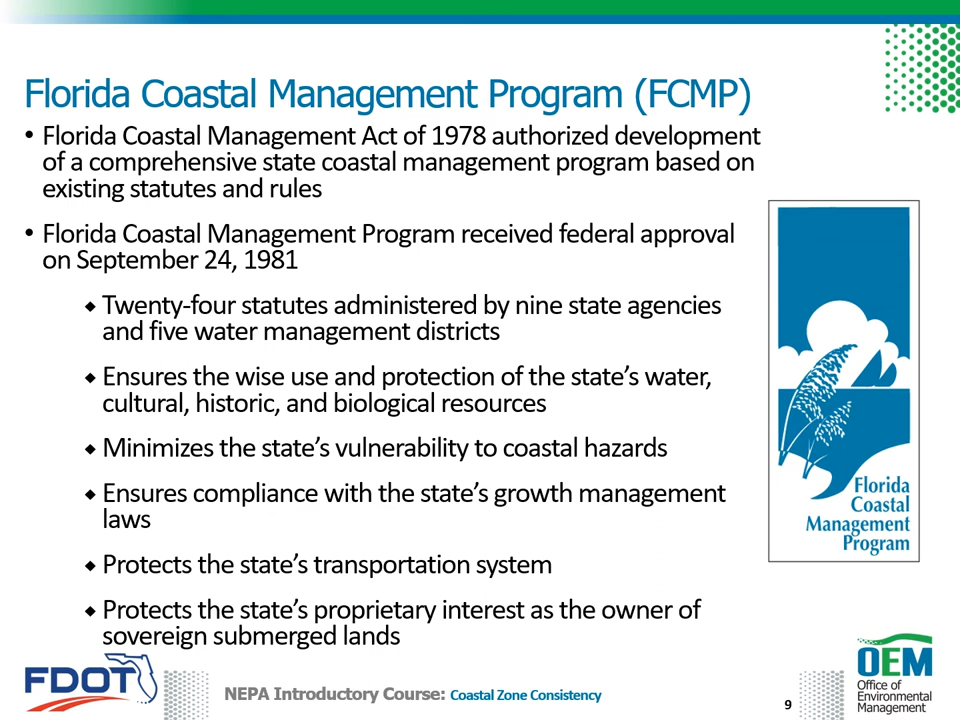 Florida Coastal Management Program (FCMP)
• Florida Coastal Management Act of 1978 authorized development
of a comprehensive state coastal management program based on
existing statutes and rules
• Florida Coastal Management Program received federal approval
on September 24, 1981
◆ Twenty-four statutes administered by nine state agencies
and five water management districts
◆ Ensures the wise use and protection of the state’s water,
cultural, historic, and biological resources
◆ Minimizes the state’s vulnerability to coastal hazards
◆ Ensures compliance with the state’s growth management
laws
◆ Protects the state’s transportation system
◆ Protects the state’s proprietary interest as the owner of
sovereign submerged lands
Florida
Coastal
Management
Program
FDOT
NEPA Introductory Course: Coastal Zone Consistency
9
OEM
Office of
Environmental
Management